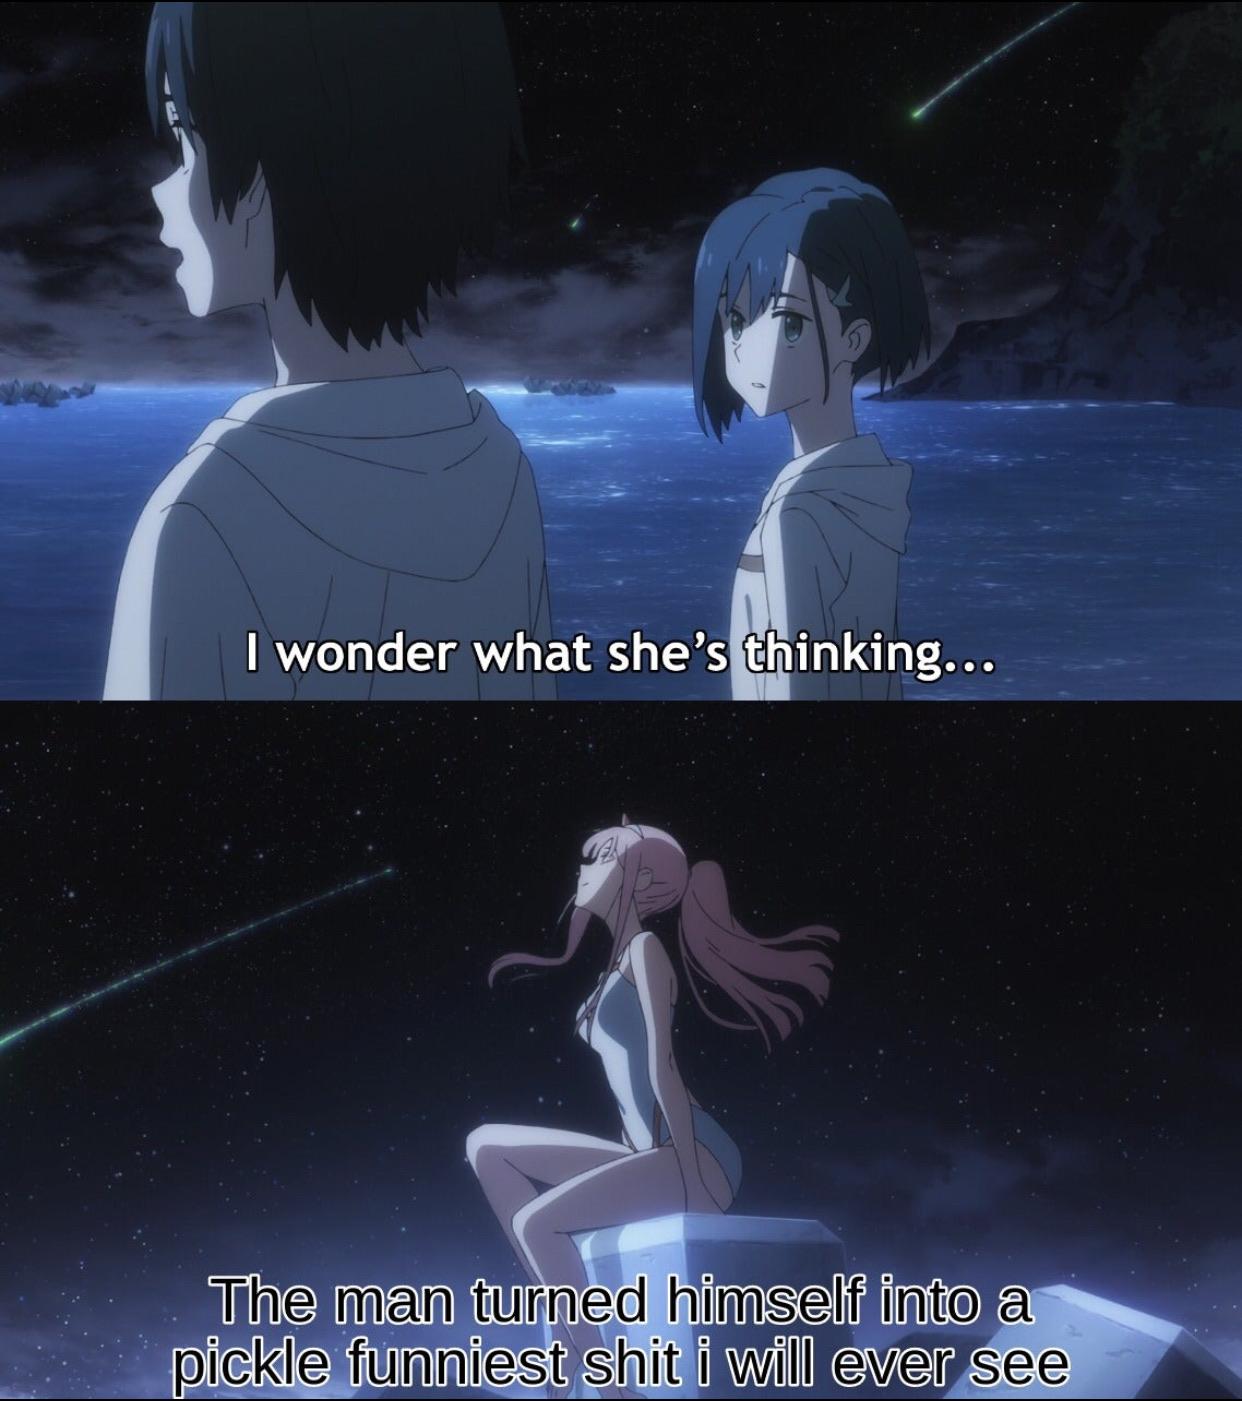 I wonder what she’s thinking...
The man turned himself into a
pickle funniest shit i will ever see